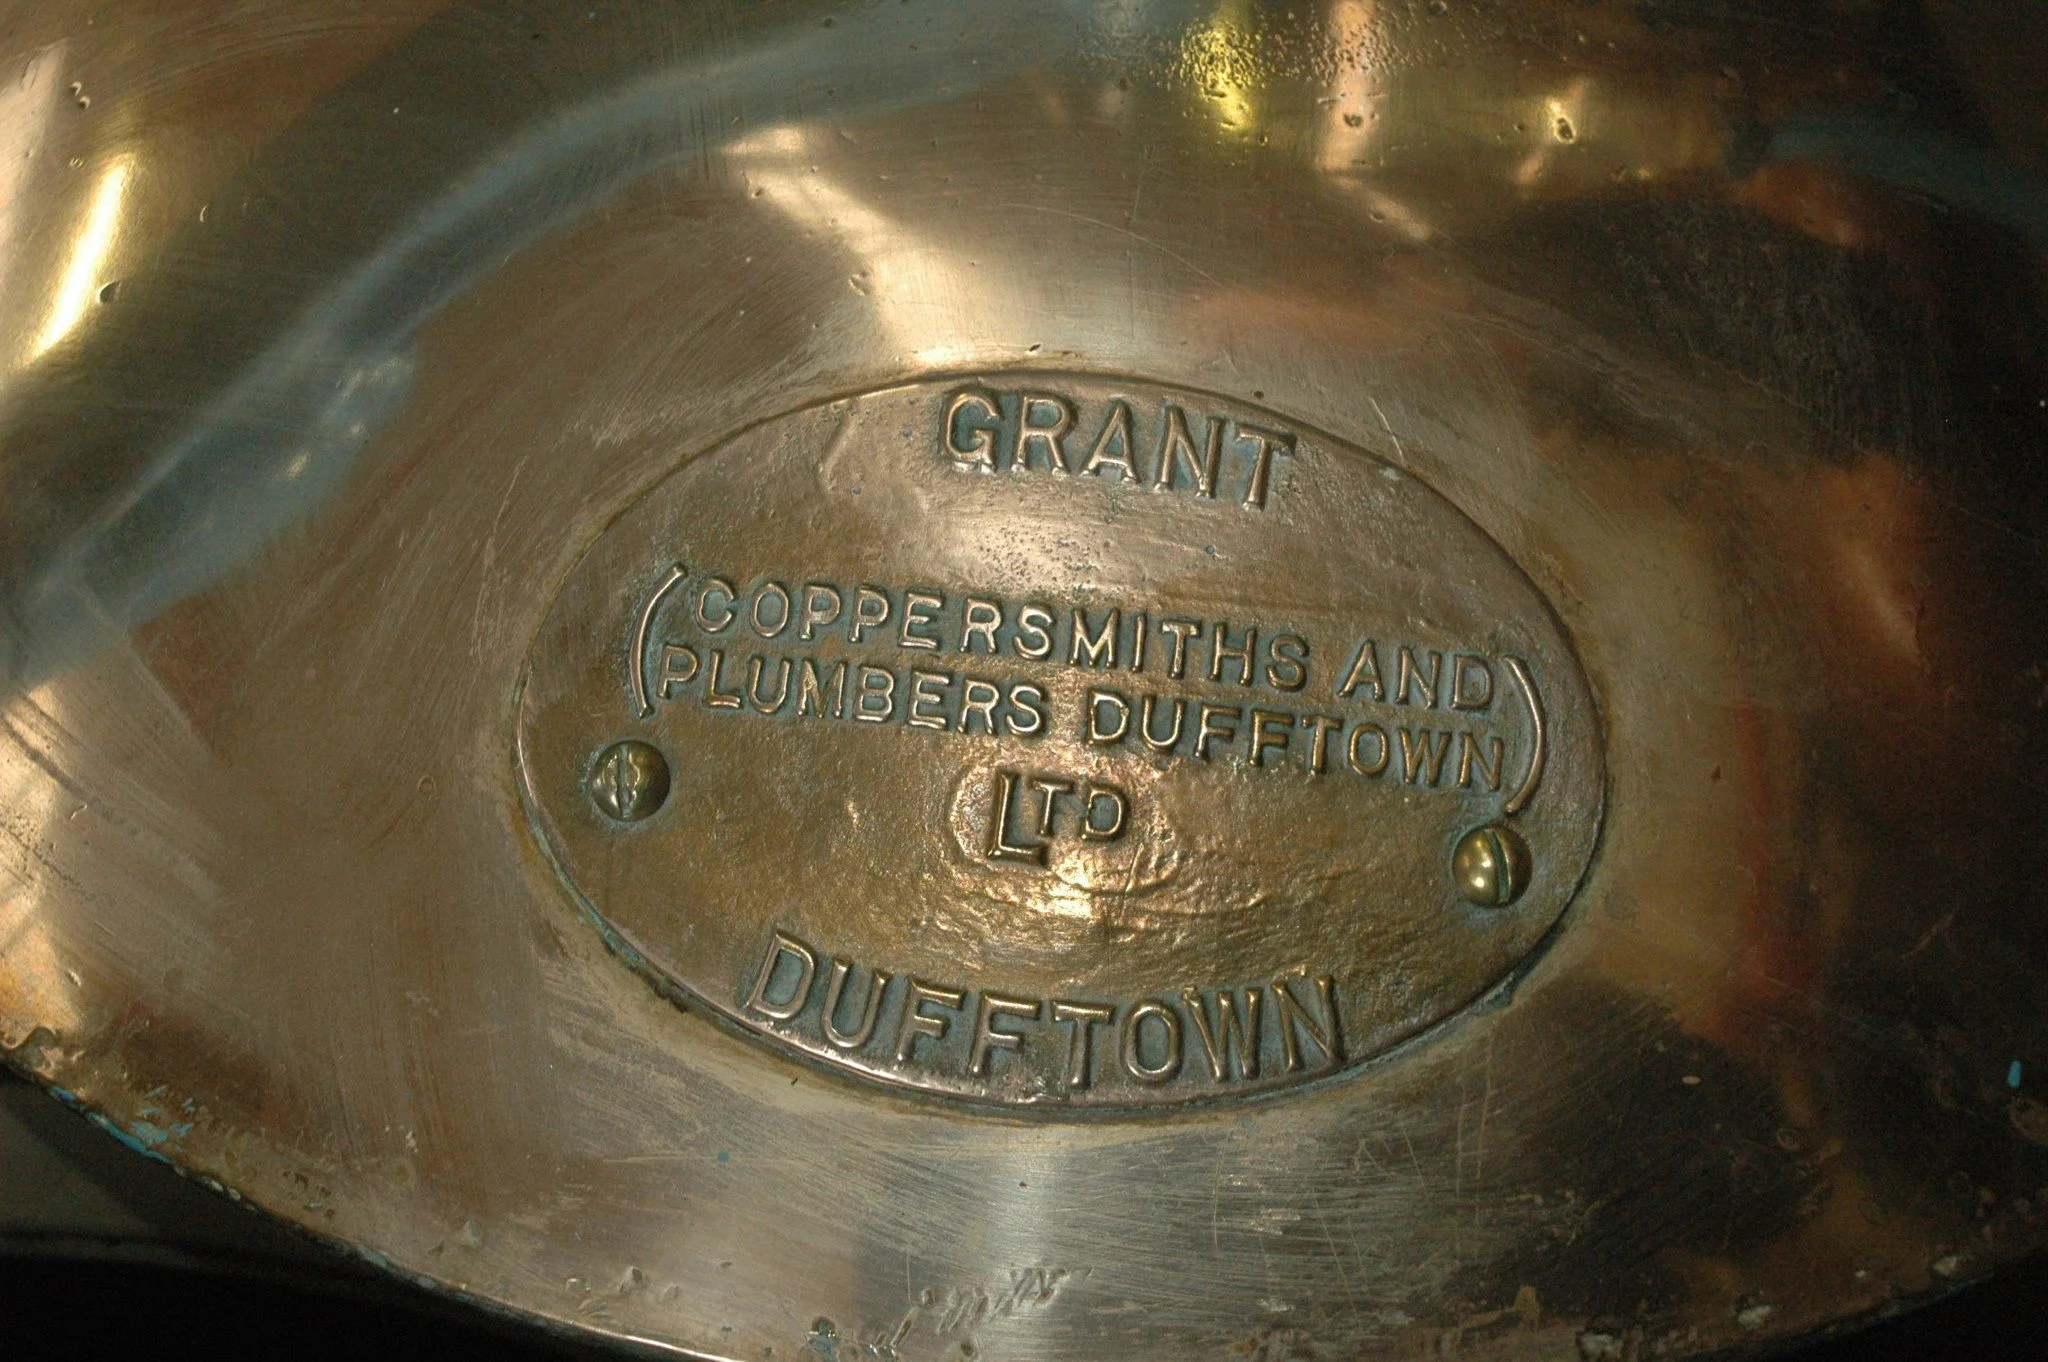 GRANT
(COPPERSMITHS AND
PLUMBERS DUFFTOWN)
LTD
DUFFTOWN